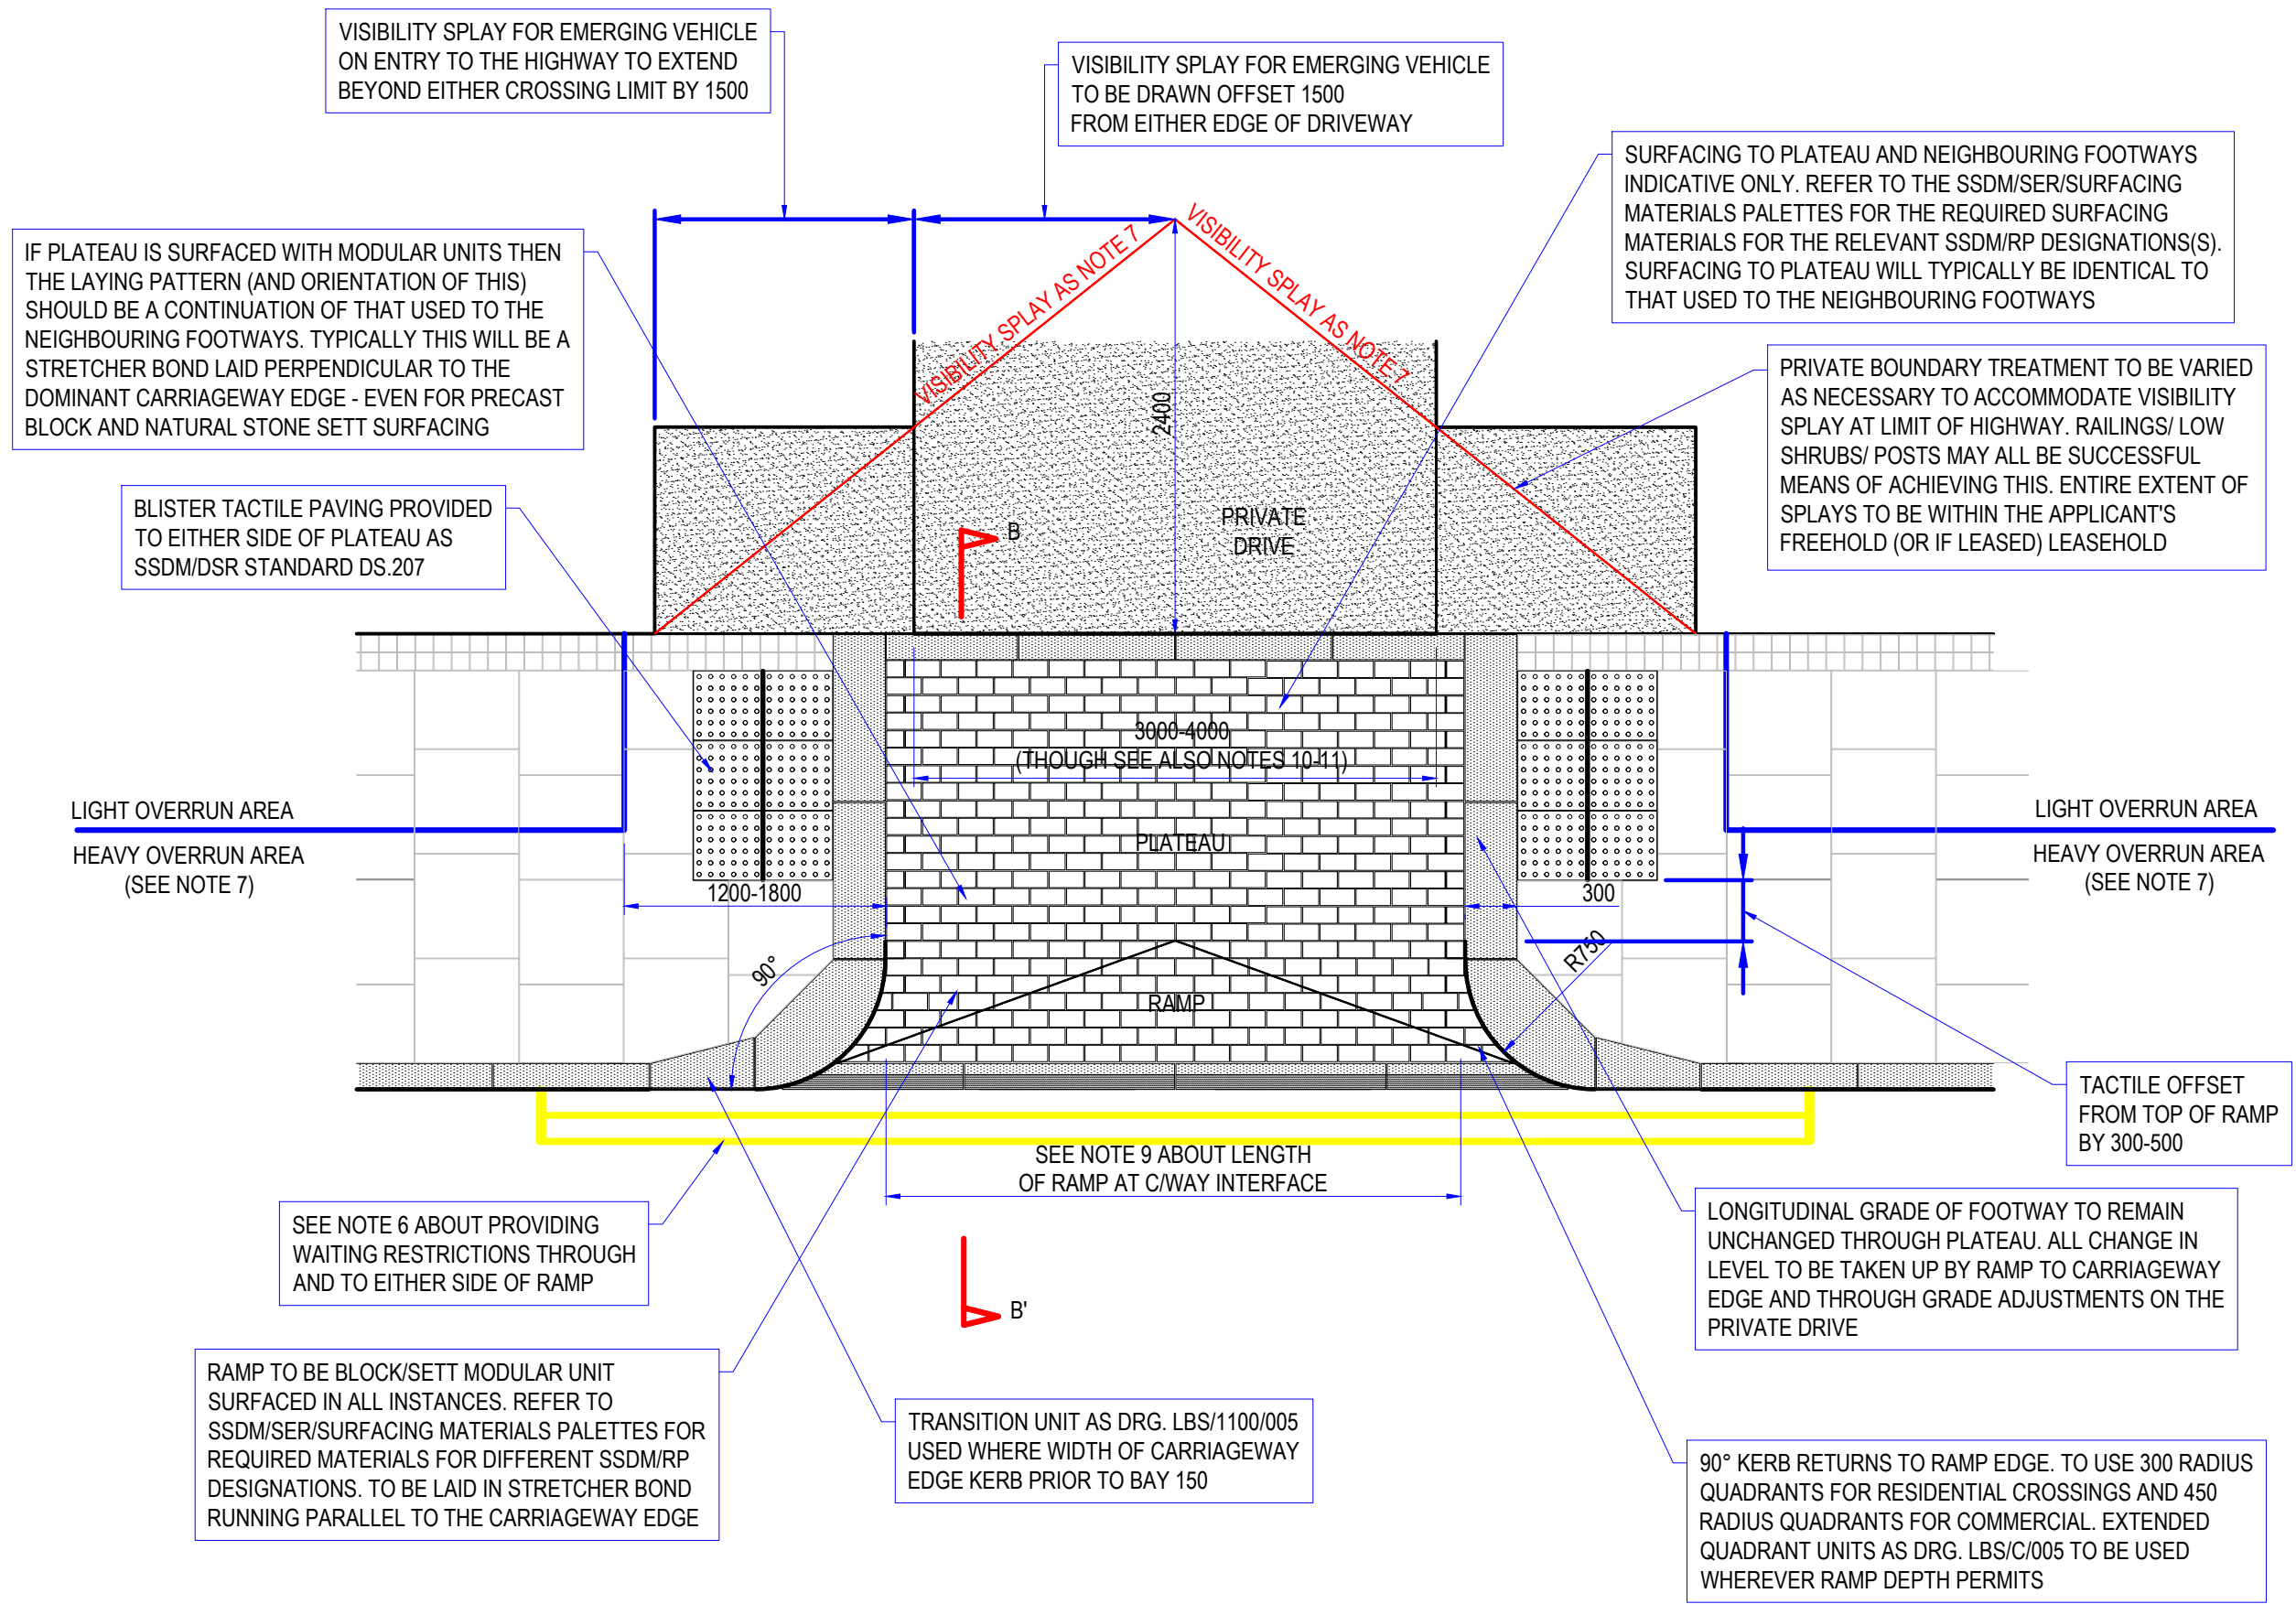 VISIBILITY SPLAY FOR EMERGING VEHICLE
ON ENTRY TO THE HIGHWAY TO EXTEND
BEYOND EITHER CROSSING LIMIT BY 1500
VISIBILITY SPLAY FOR EMERGING VEHICLE
TO BE DRAWN OFFSET 1500
FROM EITHER EDGE OF DRIVEWAY
SURFACING TO PLATEAU AND NEIGHBOURING FOOTWAYS
INDICATIVE ONLY. REFER TO THE SSDM/SER/SURFACING
MATERIALS PALETTES FOR THE REQUIRED SURFACING
MATERIALS FOR THE RELEVANT SSDM/RP DESIGNATIONS(S).
SURFACING TO PLATEAU WILL TYPICALLY BE IDENTICAL TO
THAT USED TO THE NEIGHBOURING FOOTWAYS
IF PLATEAU IS SURFACED WITH MODULAR UNITS THEN
THE LAYING PATTERN (AND ORIENTATION OF THIS)
SHOULD BE A CONTINUATION OF THAT USED TO THE
NEIGHBOURING FOOTWAYS. TYPICALLY THIS WILL BE A
STRETCHER BOND LAID PERPENDICULAR TO THE
DOMINANT CARRIAGEWAY EDGE - EVEN FOR PRECAST
BLOCK AND NATURAL STONE SETT SURFACING
VISIBILITY SPLAY AS NOTE 7
VISIBILITY SPLAY AS NOTE 7
2400
PRIVATE BOUNDARY TREATMENT TO BE VARIED
AS NECESSARY TO ACCOMMODATE VISIBILITY
SPLAY AT LIMIT OF HIGHWAY. RAILINGS/ LOW
SHRUBS/ POSTS MAY ALL BE SUCCESSFUL
MEANS OF ACHIEVING THIS. ENTIRE EXTENT OF
SPLAYS TO BE WITHIN THE APPLICANT'S
FREEHOLD (OR IF LEASED) LEASEHOLD
BLISTER TACTILE PAVING PROVIDED
TO EITHER SIDE OF PLATEAU AS
SSDM/DSR STANDARD DS.207
B
PRIVATE
DRIVE
3000-4000
(THOUGH SEE ALSO NOTES 10-11)
LIGHT OVERRUN AREA
HEAVY OVERRUN AREA
(SEE NOTE 7)
PLATEAU
LIGHT OVERRUN AREA
HEAVY OVERRUN AREA
(SEE NOTE 7)
1200-1800
300
90°
R750
RAMP
TACTILE OFFSET
FROM TOP OF RAMP
BY 300-500
SEE NOTE 9 ABOUT LENGTH
OF RAMP AT C/WAY INTERFACE
SEE NOTE 6 ABOUT PROVIDING
WAITING RESTRICTIONS THROUGH
AND TO EITHER SIDE OF RAMP
B'
LONGITUDINAL GRADE OF FOOTWAY TO REMAIN
UNCHANGED THROUGH PLATEAU. ALL CHANGE IN
LEVEL TO BE TAKEN UP BY RAMP TO CARRIAGEWAY
EDGE AND THROUGH GRADE ADJUSTMENTS ON THE
PRIVATE DRIVE
RAMP TO BE BLOCK/SETT MODULAR UNIT
SURFACED IN ALL INSTANCES. REFER TO
SSDM/SER/SURFACING MATERIALS PALETTES FOR
REQUIRED MATERIALS FOR DIFFERENT SSDM/RP
DESIGNATIONS. TO BE LAID IN STRETCHER BOND
RUNNING PARALLEL TO THE CARRIAGEWAY EDGE
TRANSITION UNIT AS DRG. LBS/1100/005
USED WHERE WIDTH OF CARRIAGEWAY
EDGE KERB PRIOR TO BAY 150
90° KERB RETURNS TO RAMP EDGE. TO USE 300 RADIUS
QUADRANTS FOR RESIDENTIAL CROSSINGS AND 450
RADIUS QUADRANTS FOR COMMERCIAL. EXTENDED
QUADRANT UNITS AS DRG. LBS/C/005 TO BE USED
WHEREVER RAMP DEPTH PERMITS